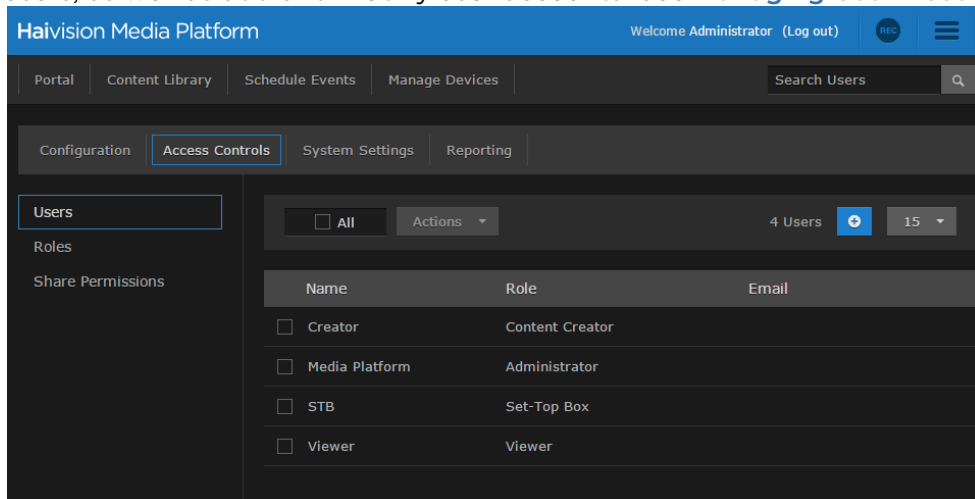 Haivision Media Platform Welcome Administrator (Log out) REC
Portal Content Library Schedule Events Manage Devices Search Users
Configuration Access Controls System Settings Reporting
Users
Roles
Share Permissions
All Actions 4 Users 15
Name Role Email
Creator Content Creator
Media Platform Administrator
STB Set-Top Box
Viewer Viewer